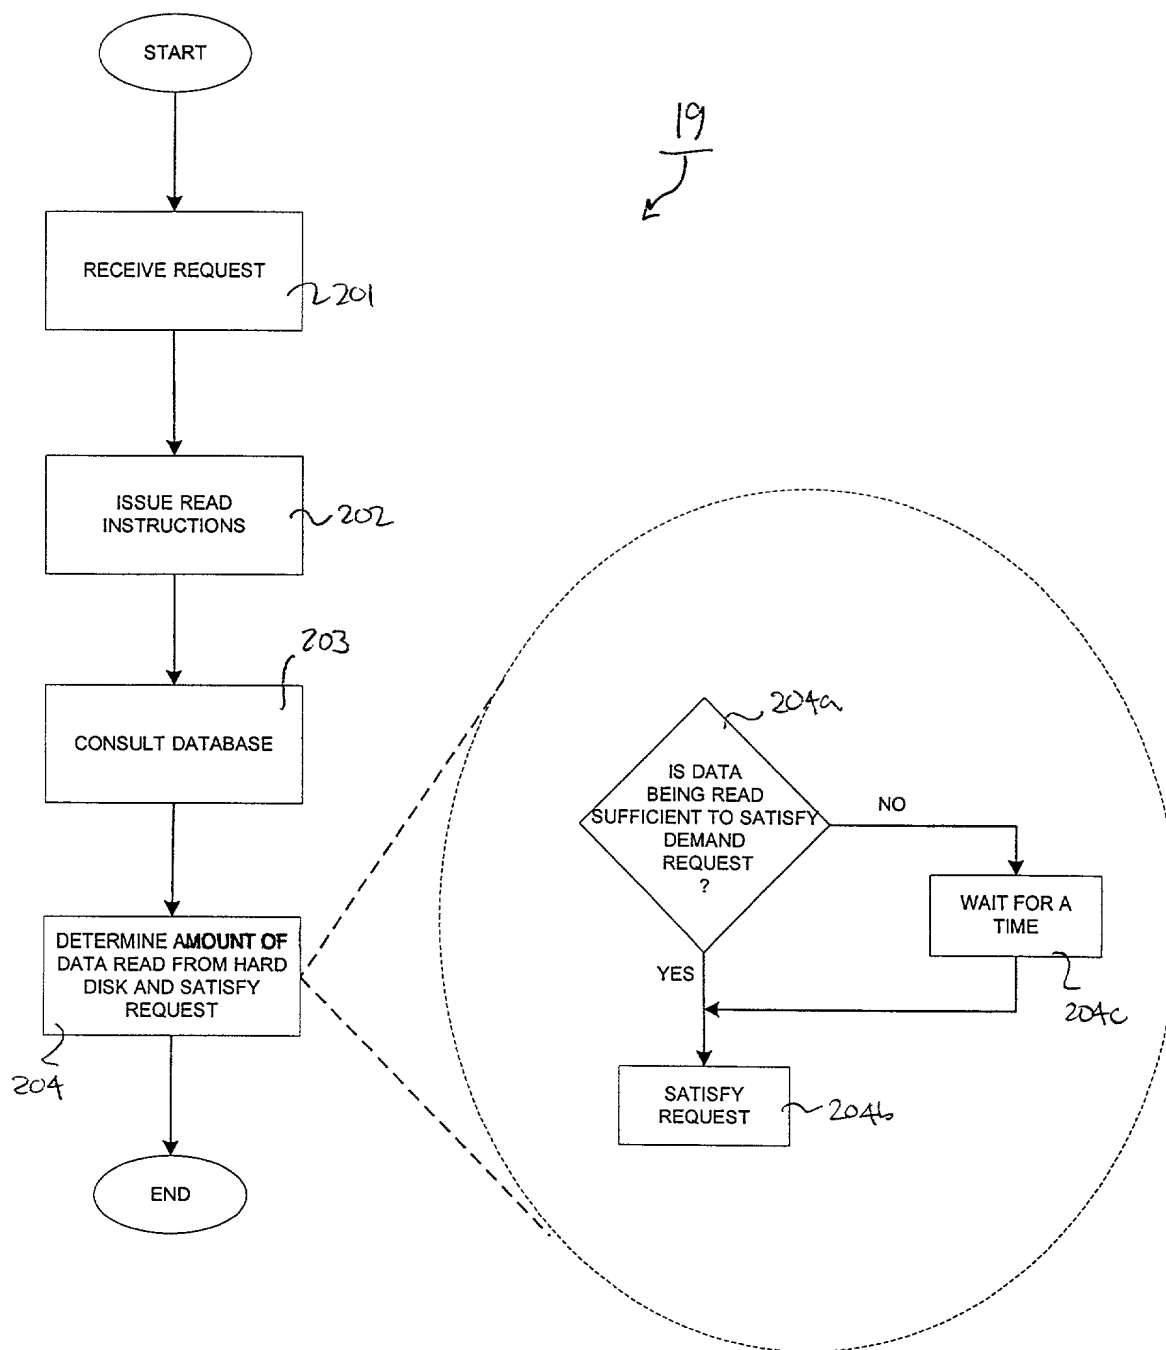 START
19
RECEIVE REQUEST
201
ISSUE READ
INSTRUCTIONS
202
203
CONSULT DATABASE
204a
IS DATA
BEING READ
SUFFICIENT TO SATISFY
DEMAND
REQUEST
?
NO
WAIT FOR A
TIME
204c
YES
DETERMINE AMOUNT OF
DATA READ FROM HARD
DISK AND SATISFY
REQUEST
204
SATISFY
REQUEST
204b
END